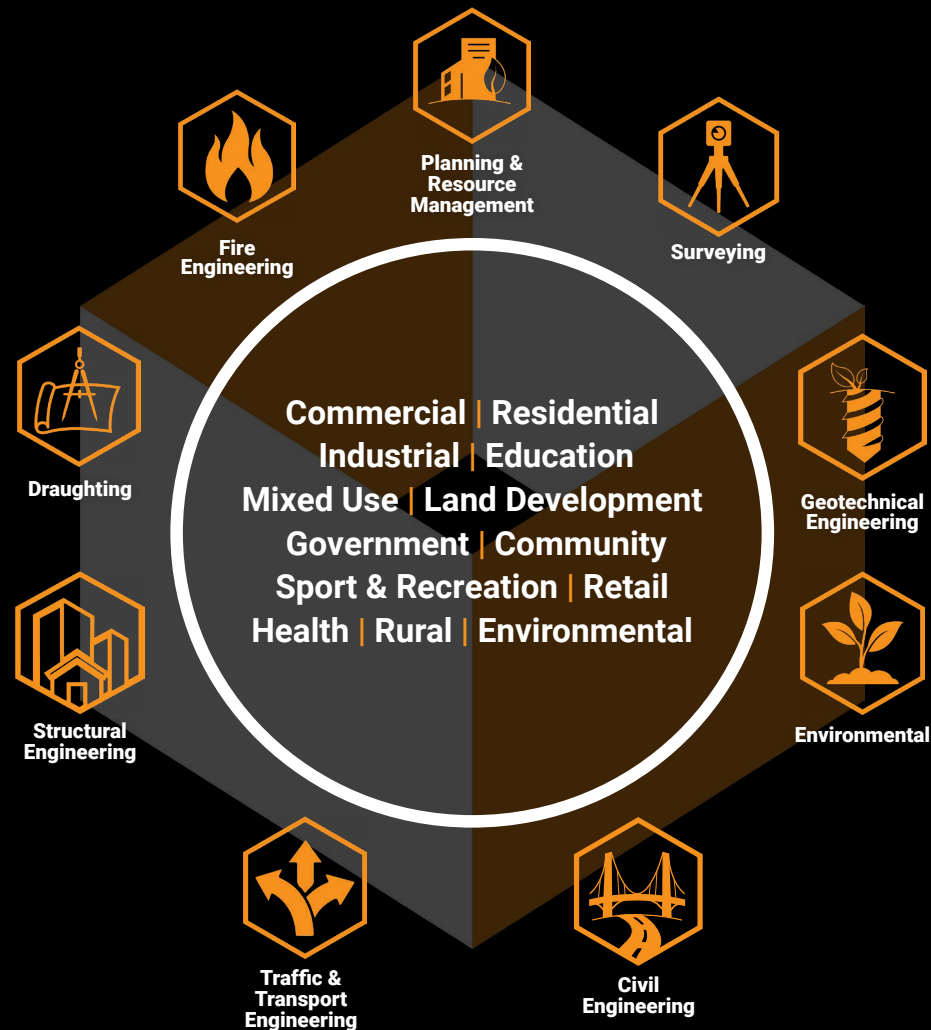 Planning &
Resource
Management
Fire
Engineering
Surveying
Commercial | Residential
Industrial | Education
Mixed Use | Land Development
Government | Community
Sport & Recreation | Retail
Health | Rural | Environmental
Draughting
Geotechnical
Engineering
Structural
Engineering
Environmental
Traffic &
Transport
Engineering
Civil
Engineering